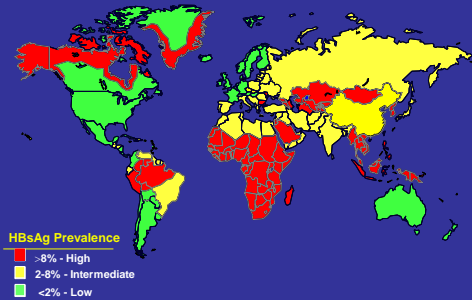 HBsAg Prevalence
>8% - High
2-8% - Intermediate
<2% - Low